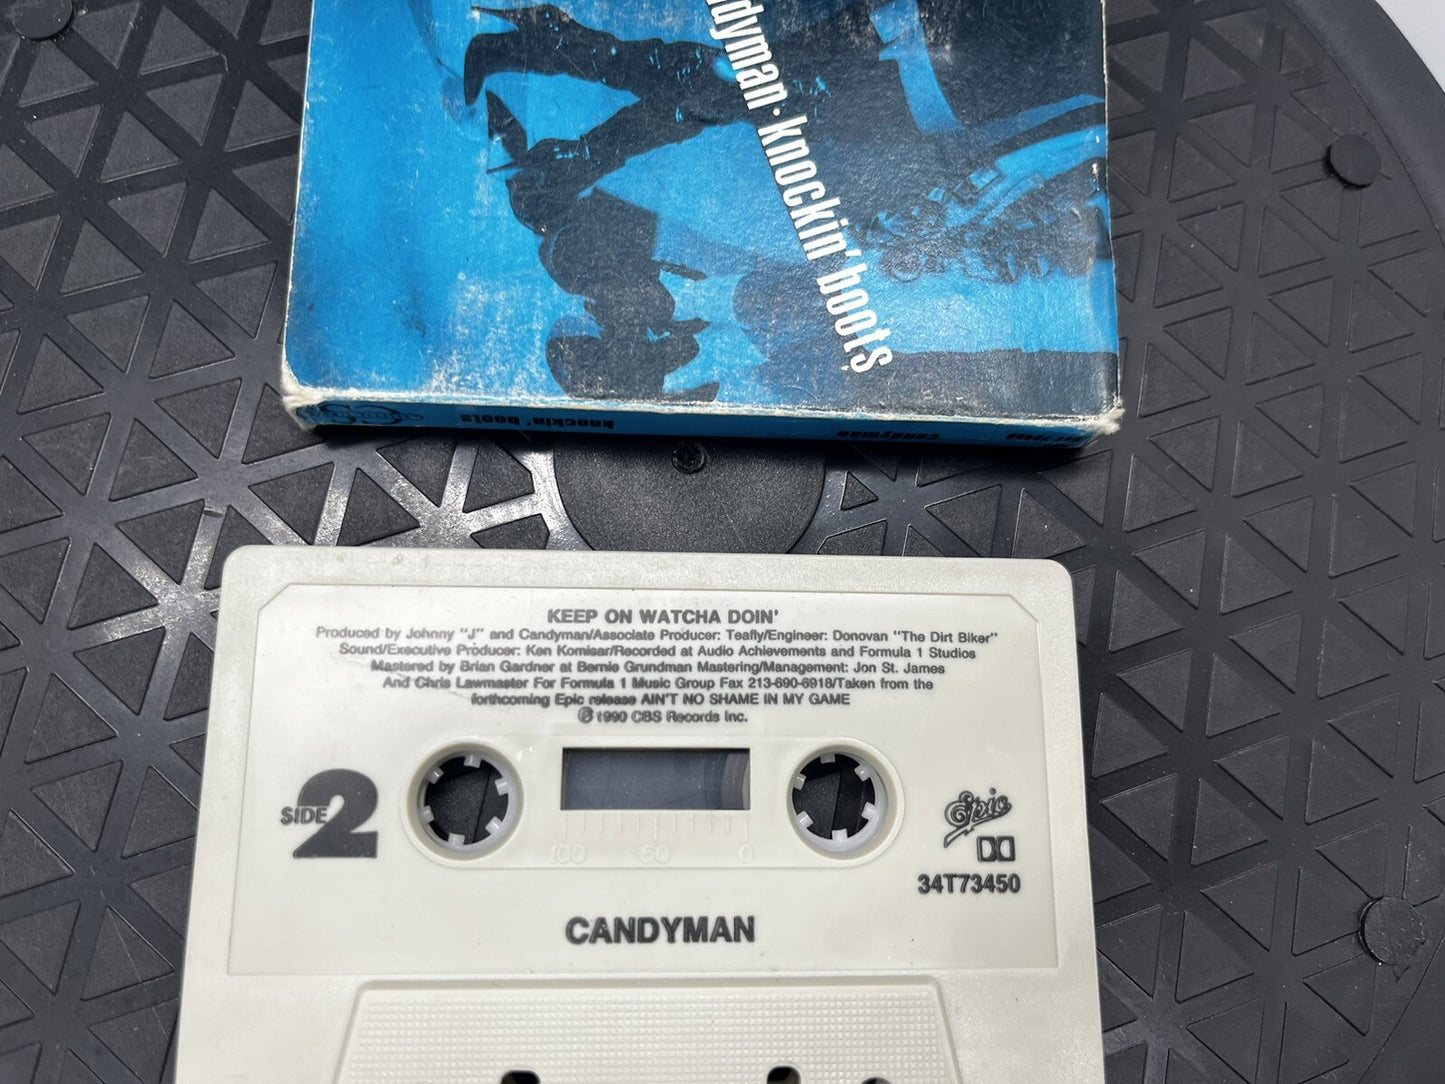 ndyman · knockin' boots
knockin' boots
Candyman
34T 73450
KEEP ON WATCHA DOIN'
Produced by Johnny "J" and Candyman/Associate Producer: Teafly/Engineer: Donovan "The Dirt Biker"
Sound/Executive Producer: Ken Komisar/Recorded at Audio Achievements and Formula 1 Studios
Mastered by Brian Gardner at Bernie Grundman Mastering/Management: Jon St. James
And Chris Lawmaster For Formula 1 Music Group Fax 213-690-6918/Taken from the
forthcoming Epic release AIN'T NO SHAME IN MY GAME
℗ 1990 CBS Records Inc.
SIDE 2
100 50 0
Epic
34T73450
CANDYMAN